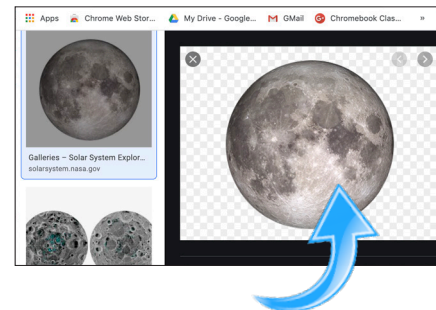 Apps Chrome Web Stor... My Drive – Google... GMail Chromebook Clas... »
Galleries – Solar System Explor...
solarsystem.nasa.gov